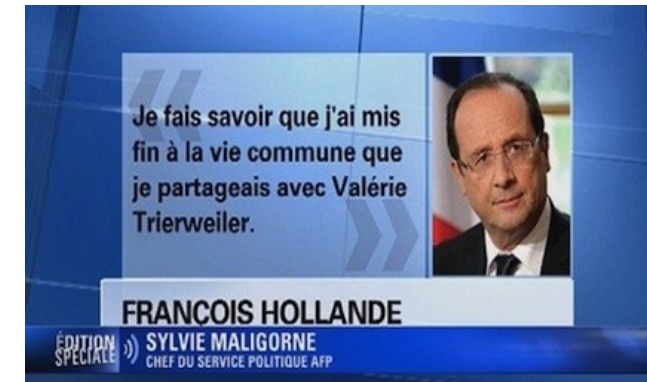 Je fais savoir que j'ai mis
fin à la vie commune que
je partageais avec Valérie
Trierweiler.
FRANÇOIS HOLLANDE
ÉDITION
SPÉCIALE
SYLVIE MALIGORNE
CHEF DU SERVICE POLITIQUE AFP